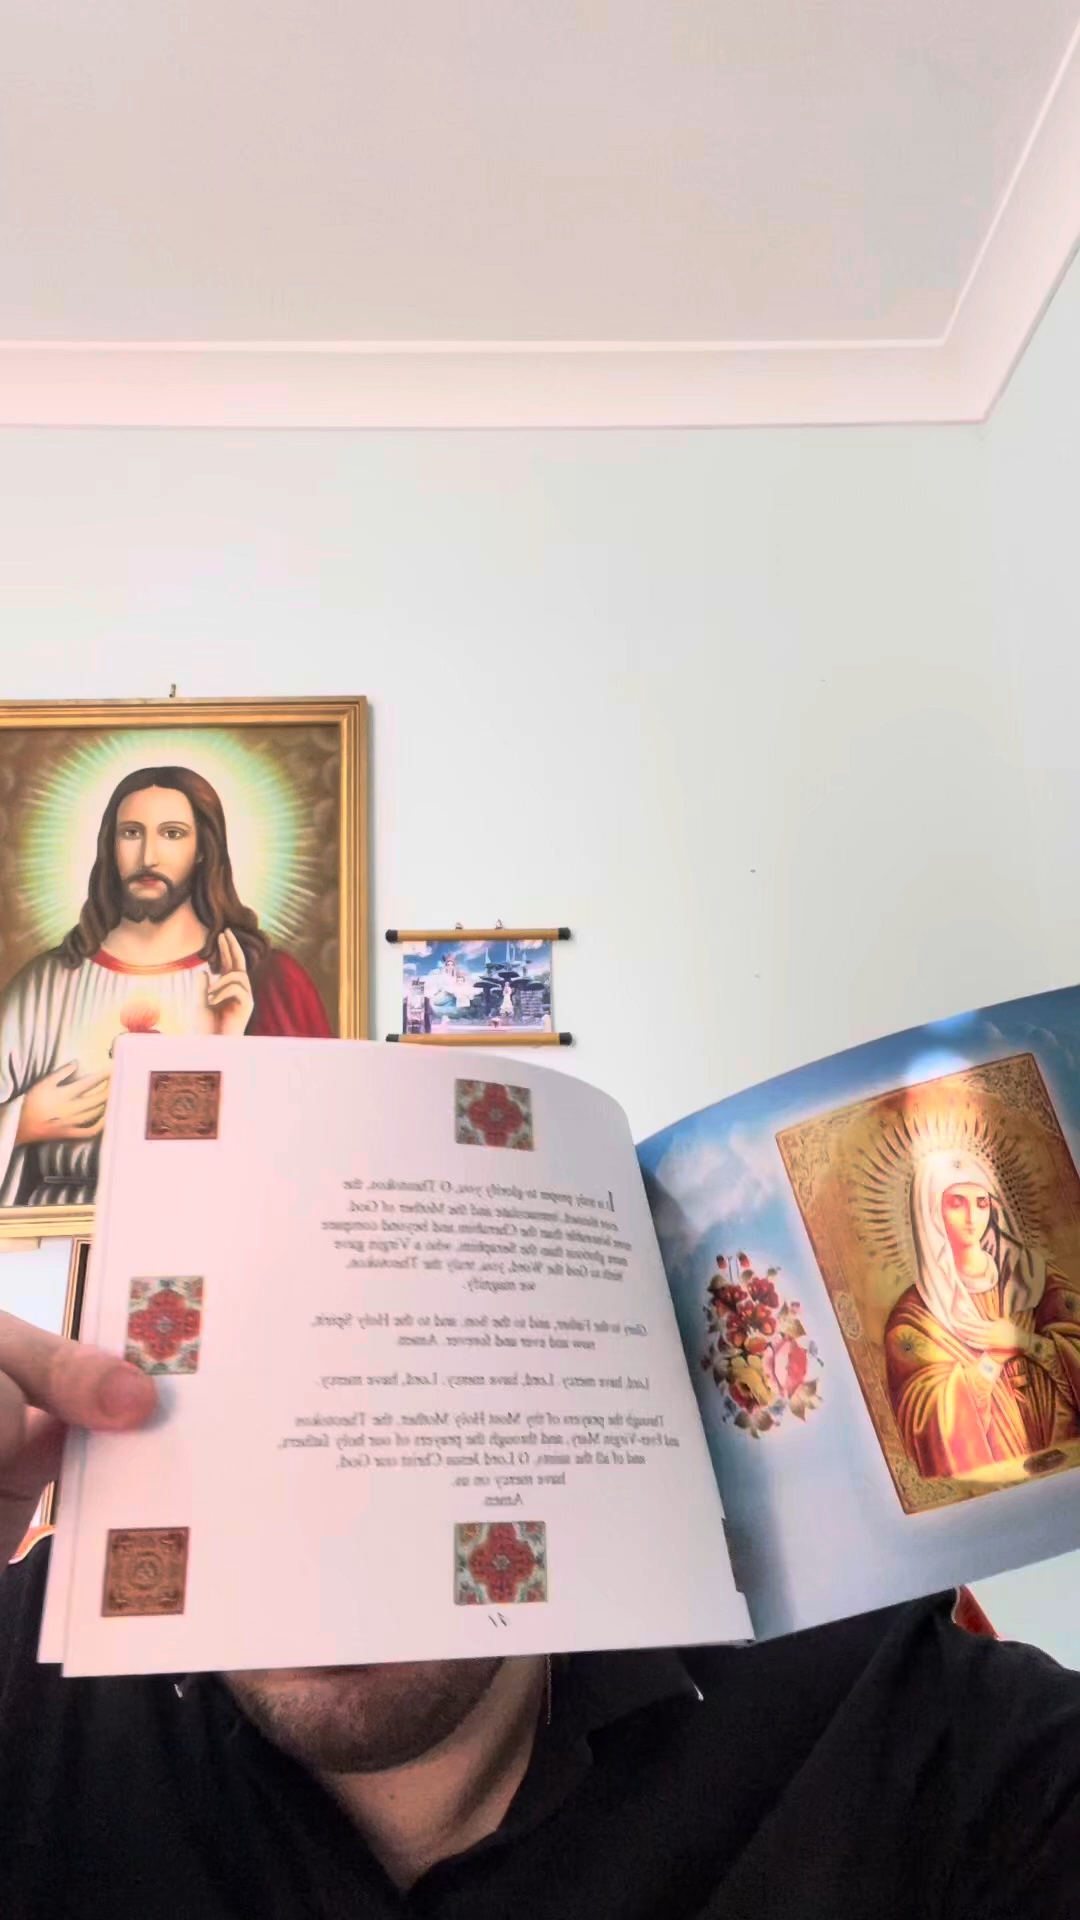 It is truly proper to glorify you, O Theotokos, the
ever blessed, immaculate and the Mother of God.
more honorable than the Cherubim and beyond compare
more glorious than the Seraphim, who a Virgin gave
birth to God the Word, you, truly the Theotokos,
we magnify.
Glory to the Father, and to the Son, and to the Holy Spirit,
now and ever and forever. Amen.
Lord, have mercy. Lord, have mercy. Lord, have mercy.
Through the prayers of thy Most Holy Mother, the Theotokos
and Ever-Virgin Mary, and through the prayers of our holy fathers,
and of all the saints, O Lord Jesus Christ our God,
have mercy on us.
Amen.